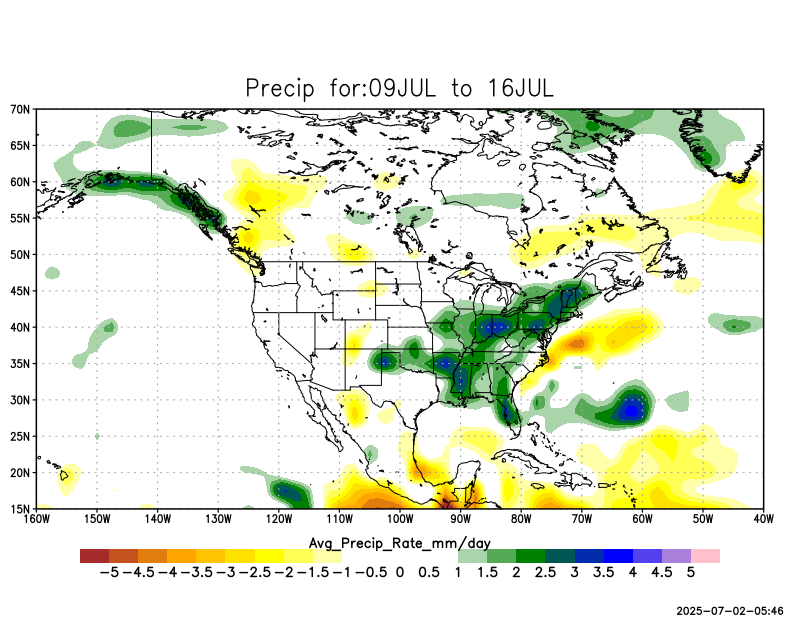 Precip for:09JUL to 16JUL
70N
65N
60N
55N
50N
45N
40N
35N
30N
25N
20N
15N
160W 150W 140W 130W 120W 110W 100W 90W 80W 70W 60W 50W 40W
Avg_Precip_Rate_mm/day
-5 -4.5 -4 -3.5 -3 -2.5 -2 -1.5 -1 -0.5 0 0.5 1 1.5 2 2.5 3 3.5 4 4.5 5
2025-07-02-05:46